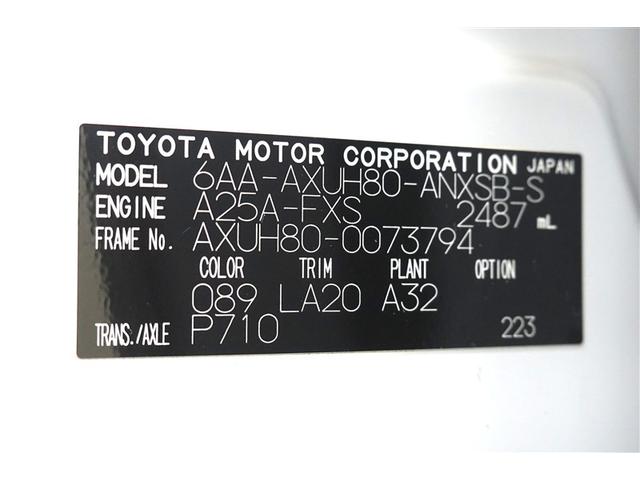 TOYOTA MOTOR CORPORATION JAPAN
MODEL 6AA-AXUH80-ANXSB-S
ENGINE A25A-FXS 2487 mL
FRAME No. AXUH80-0073794
COLOR TRIM PLANT OPTION
089 LA20 A32
TRANS./AXLE P710 223